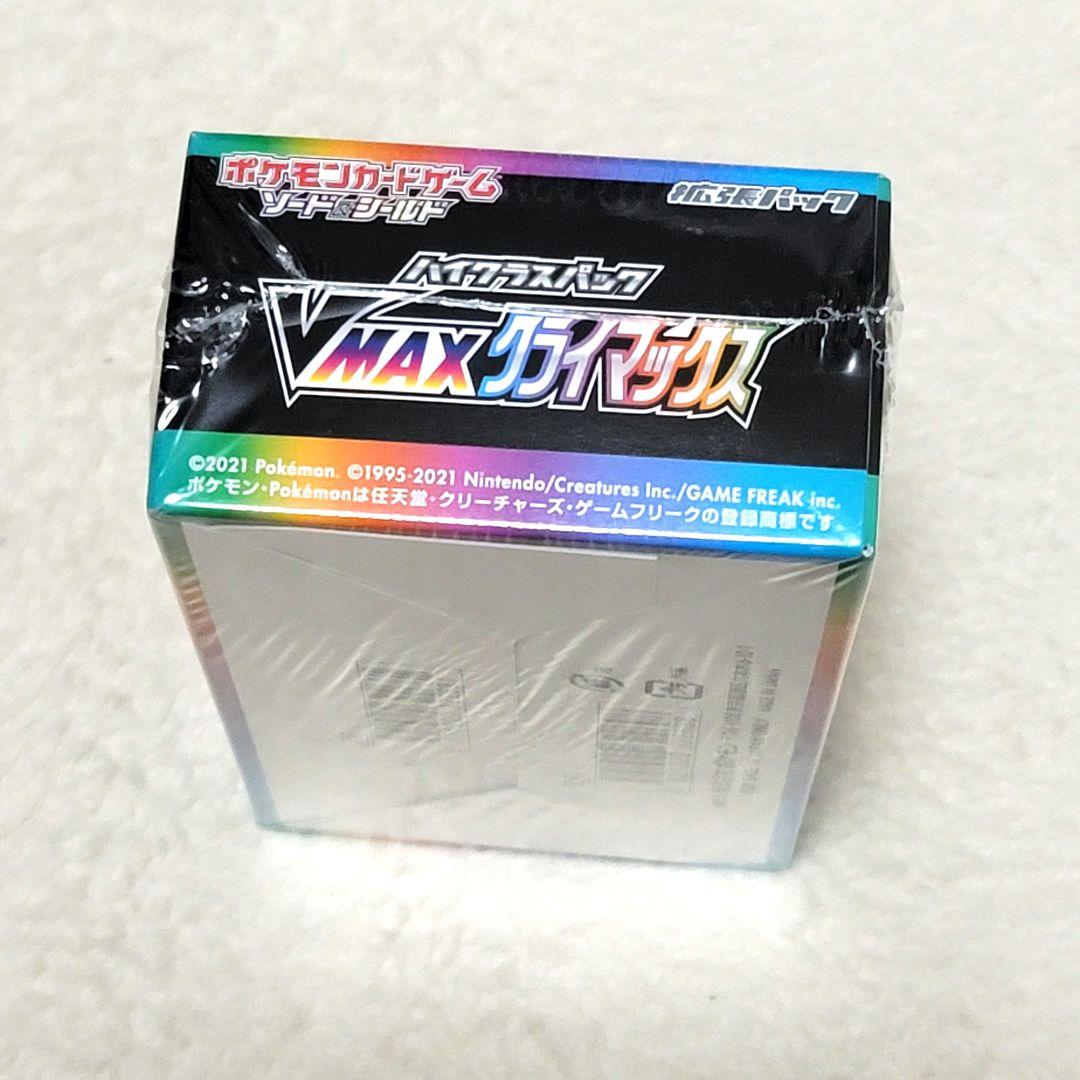 ポケモンカードゲーム
ソード&シールド
拡張パック
ハイクラスパック
VMAXクライマックス
©2021 Pokémon. ©1995-2021 Nintendo/Creatures Inc./GAME FREAK inc.
ポケモン・Pokémonは任天堂・クリーチャーズ・ゲームフリークの登録商標です。